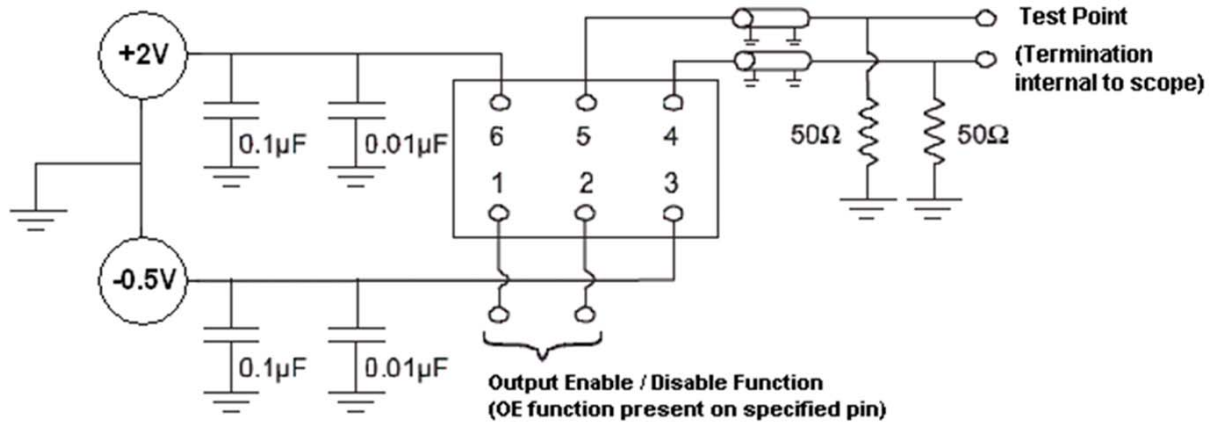 +2V
0.1µF
0.01µF
6
5
4
1
2
3
Test Point
(Termination
internal to scope)
50Ω
50Ω
-0.5V
0.1µF
0.01µF
Output Enable / Disable Function
(OE function present on specified pin)